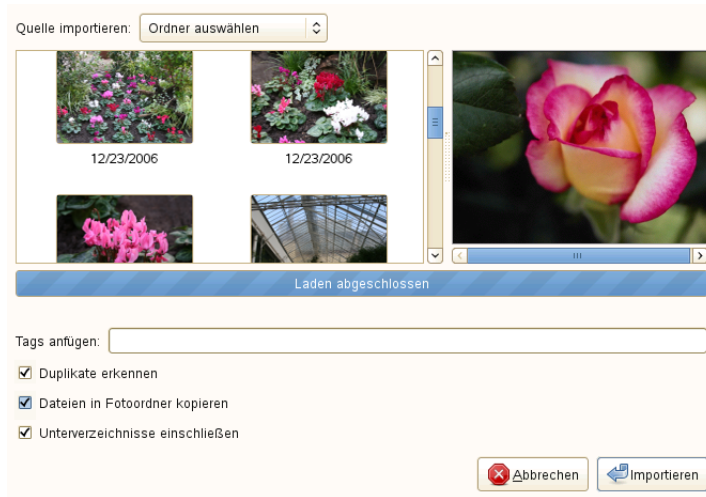 Quelle importieren: Ordner auswählen
12/23/2006 12/23/2006
Laden abgeschlossen
Tags anfügen:
Duplikate erkennen
Dateien in Fotoordner kopieren
Unterverzeichnisse einschließen
Abbrechen Importieren